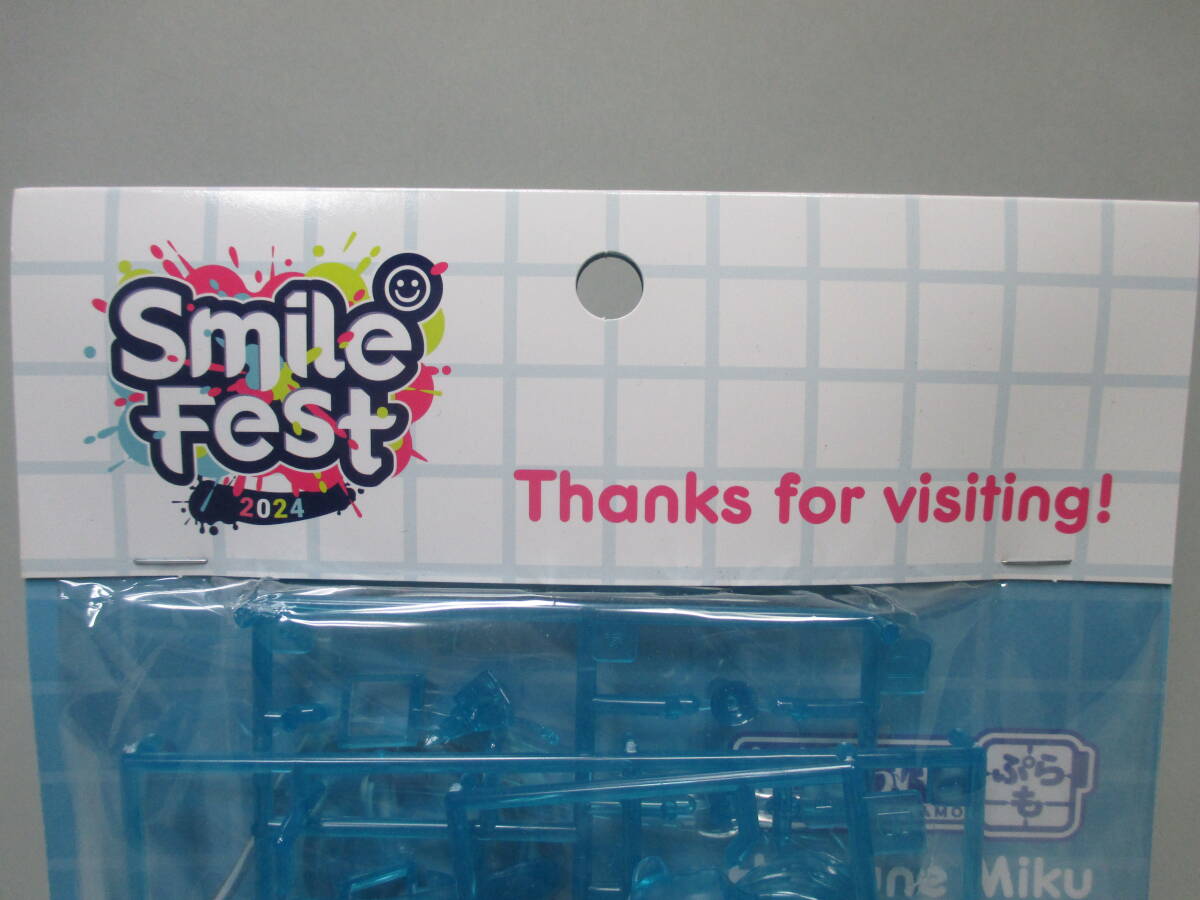 Smile
Fest
2024
Thanks for visiting!
ぷら
も
Miku